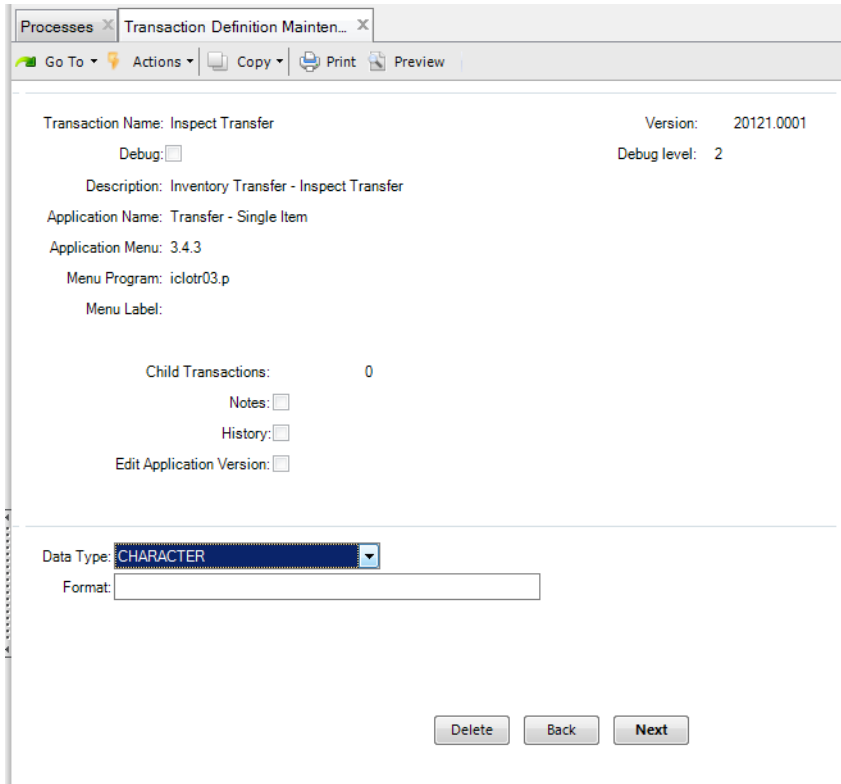 Processes Transaction Definition Mainten...
Go To Actions Copy Print Preview
Transaction Name: Inspect Transfer Version: 20121.0001
Debug: Debug level: 2
Description: Inventory Transfer - Inspect Transfer
Application Name: Transfer - Single Item
Application Menu: 3.4.3
Menu Program: iclotr03.p
Menu Label:
Child Transactions: 0
Notes:
History:
Edit Application Version:
Data Type: CHARACTER
Format:
Delete Back Next